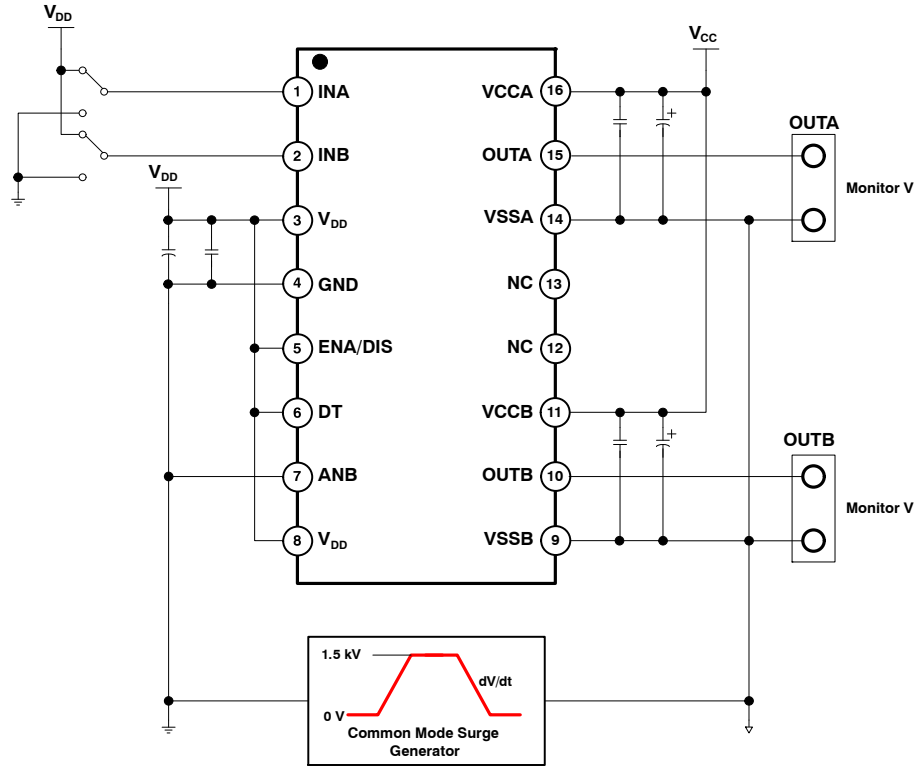 VDD
VCC
1 INA VCCA 16
OUTA
2 INB OUTA 15
VDD
Monitor V
3 VDD VSSA 14
4 GND NC 13
5 ENA/DIS NC 12
6 DT VCCB 11
+
+
OUTB
7 ANB OUTB 10
Monitor V
8 VDD VSSB 9
1.5 kV
dV/dt
0 V
Common Mode Surge
Generator